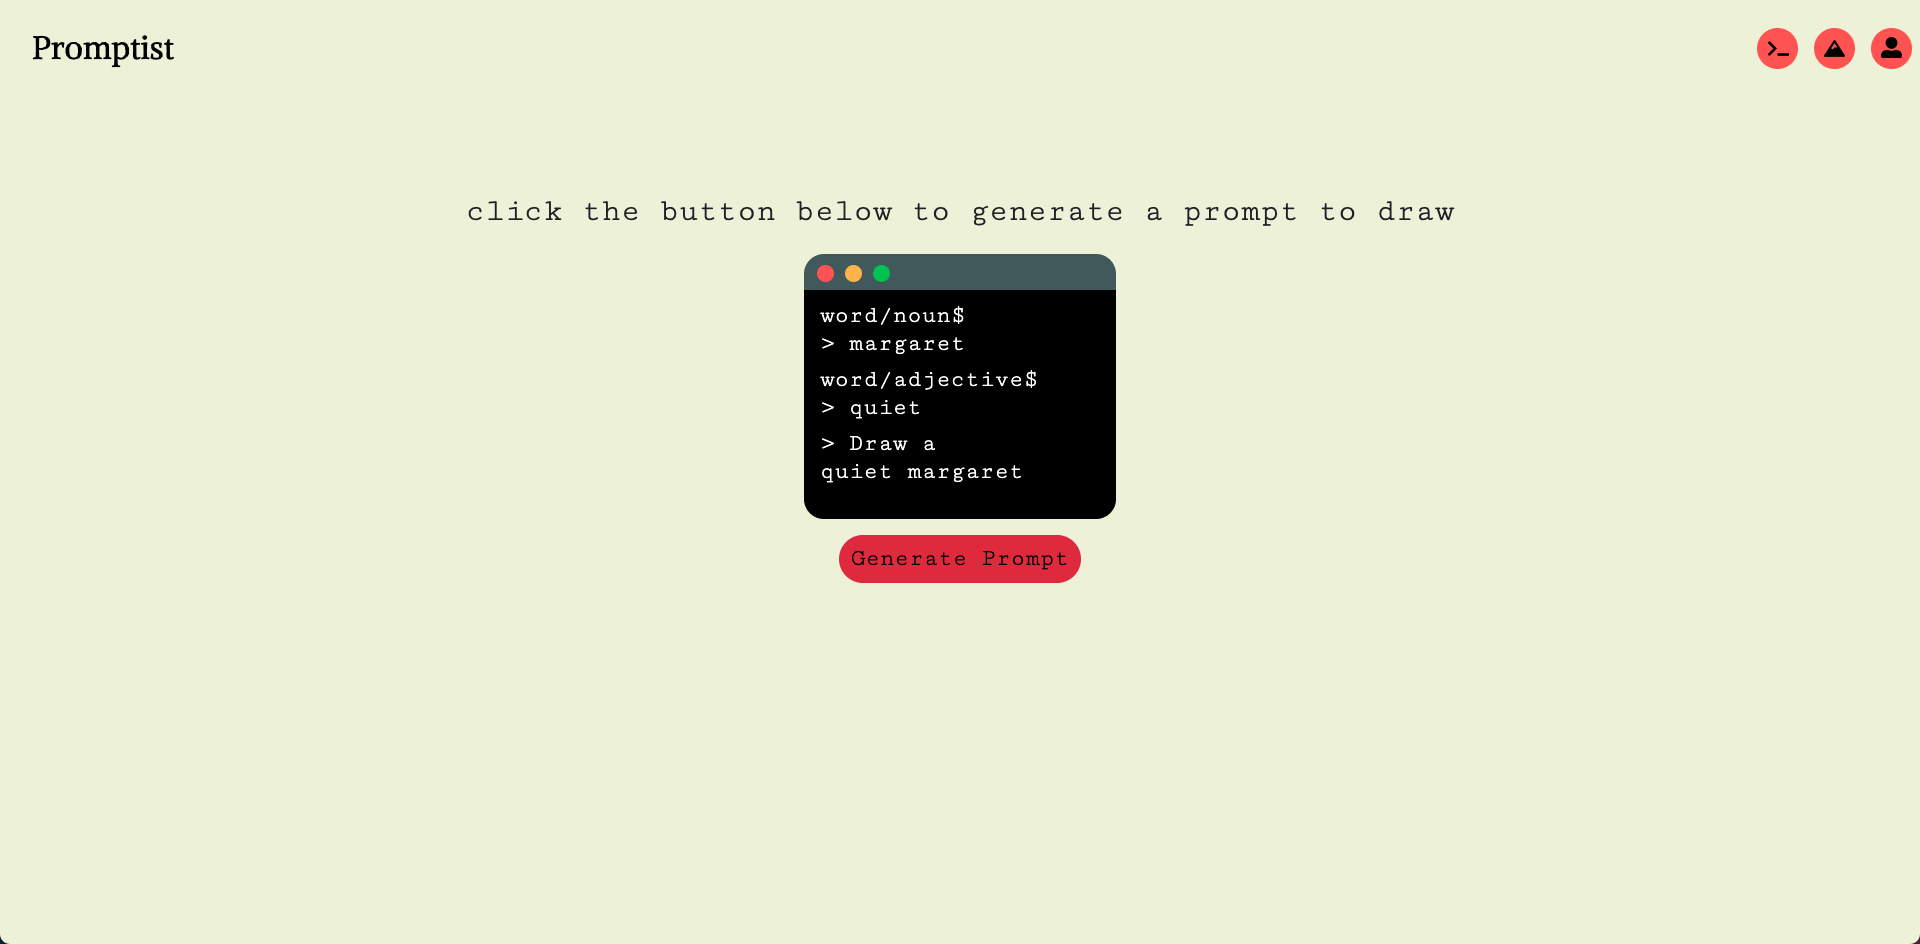 Promptist
click the button below to generate a prompt to draw
word/noun$
> margaret
word/adjective$
> quiet
> Draw a
quiet margaret
Generate Prompt